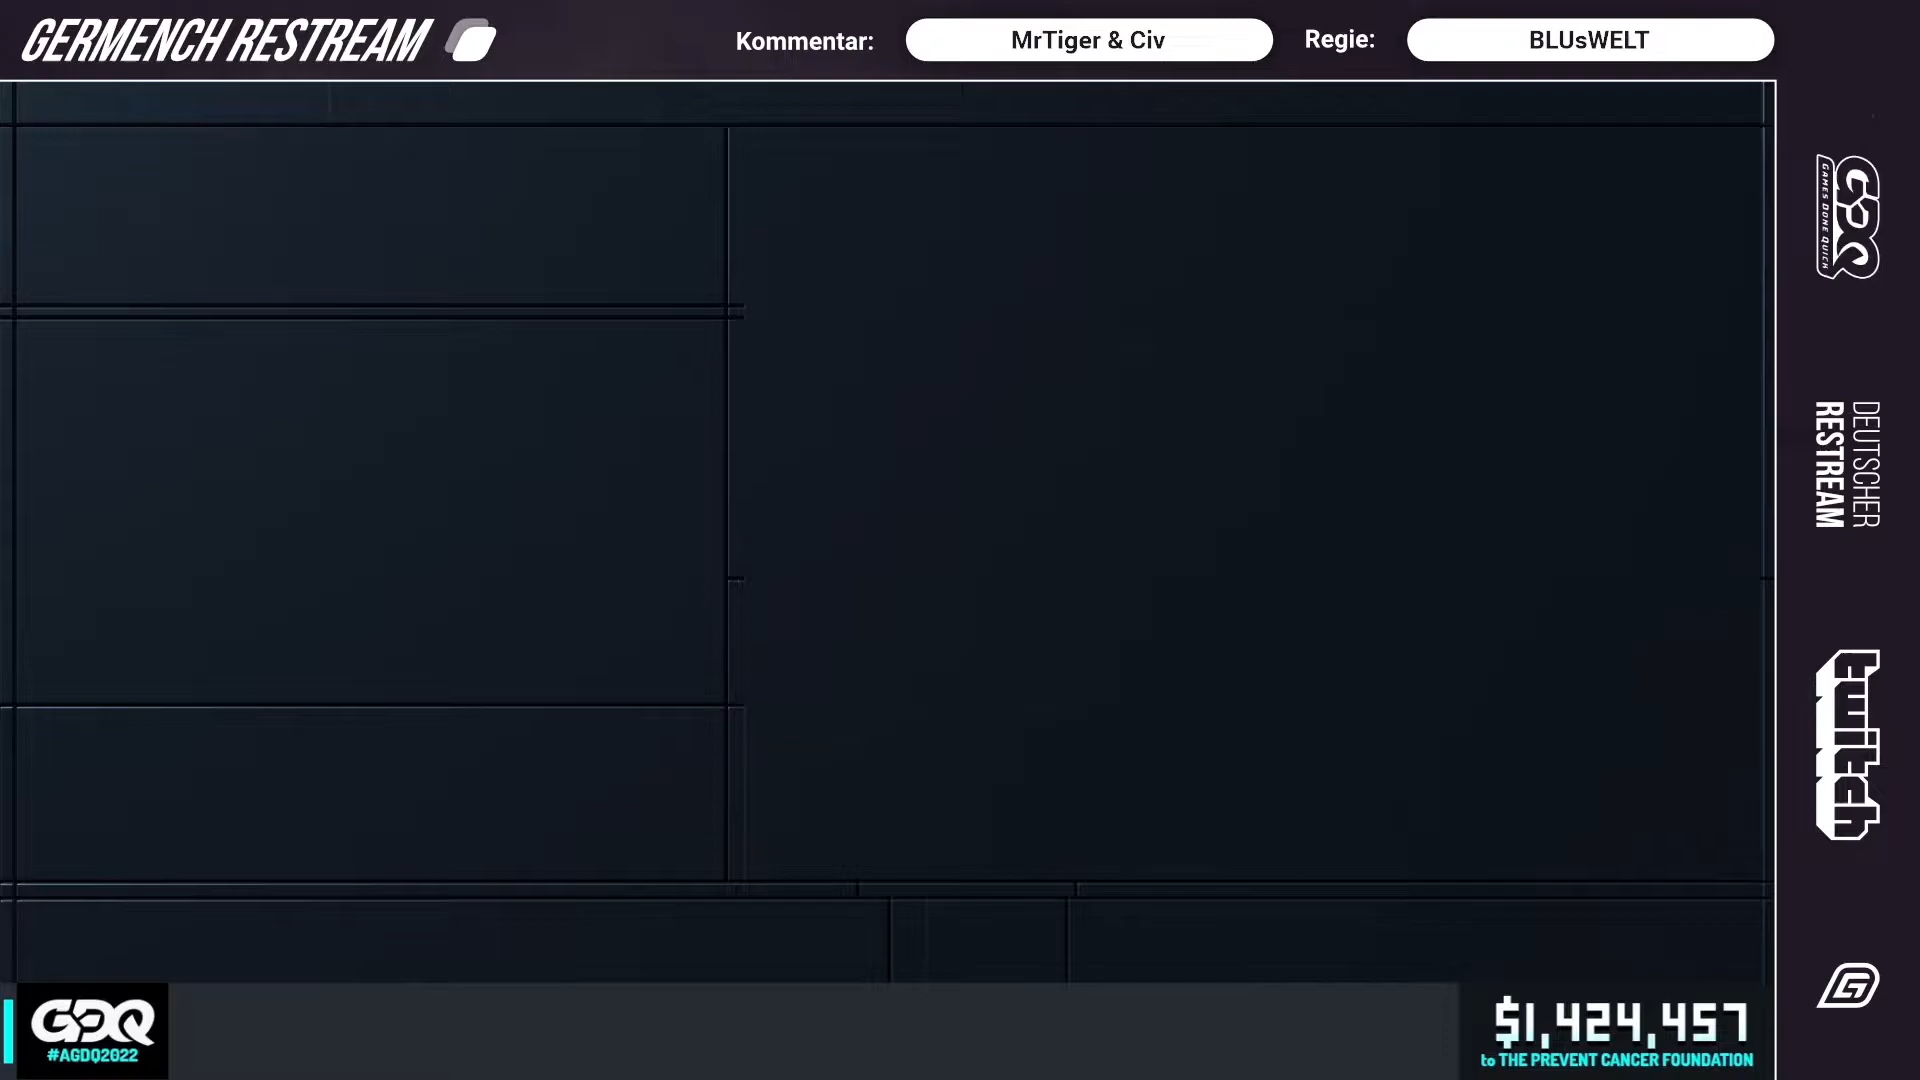 GERMENCH RESTREAM
Kommentar:
MrTiger & Civ
Regie:
BLUsWELT
GDQ
GAMES DONE QUICK
DEUTSCHER
RESTREAM
twitch
G
GDQ
#AGDQ2022
$1,424,457
to THE PREVENT CANCER FOUNDATION